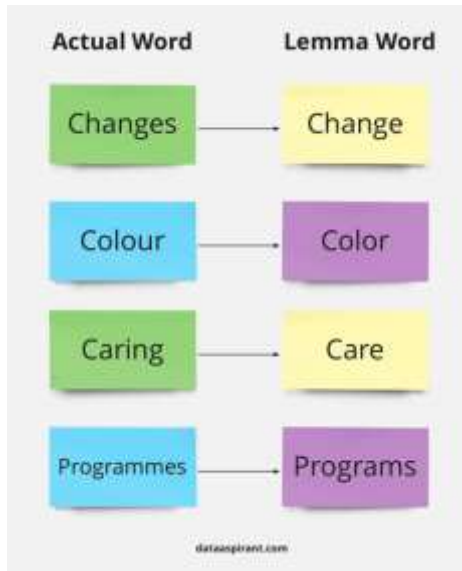 Actual Word Lemma Word
Changes Change
Colour Color
Caring Care
Programmes Programs
dataaspirant.com